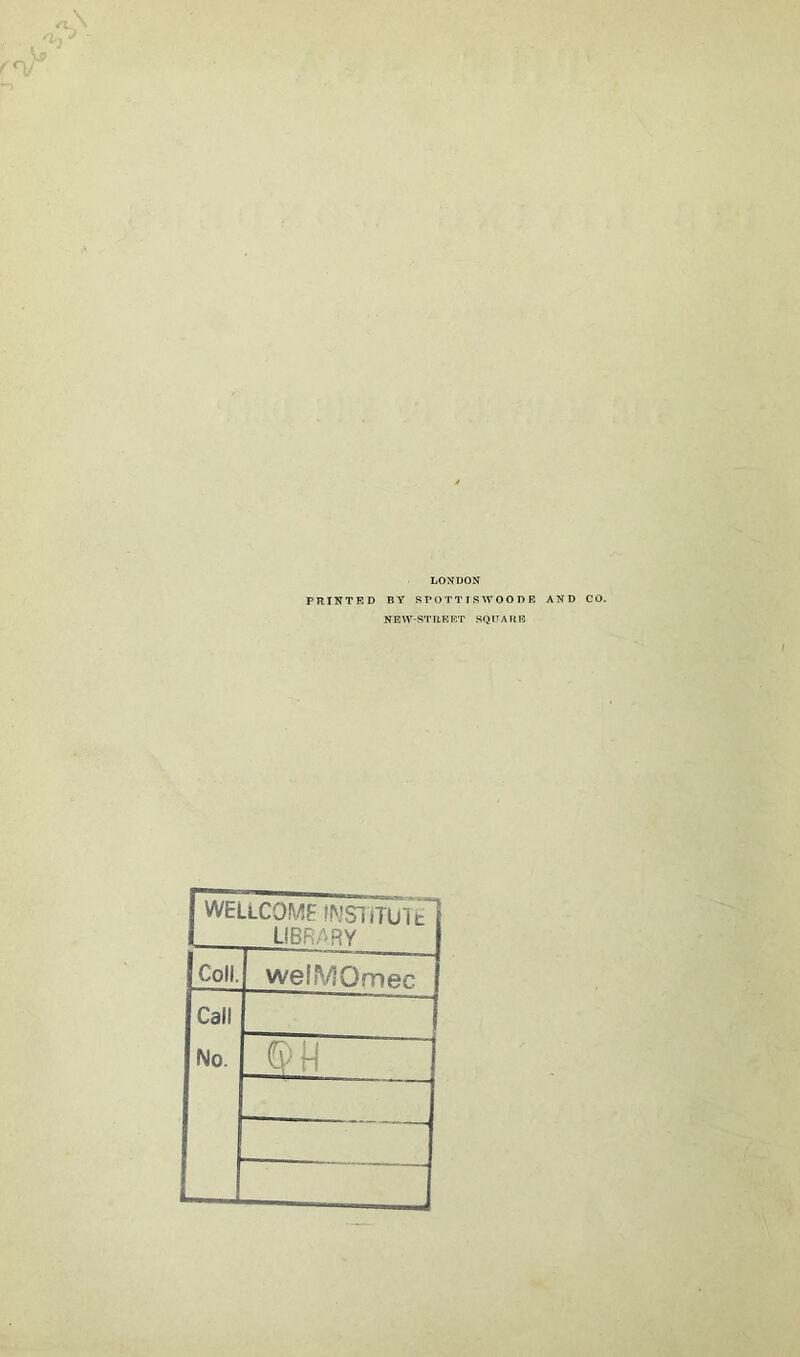 LONDON
PRINTED BY SPOTTISWOODE AND CO.
NEW-STREET SQUARE
WELLCOME INSTITUTE
LIBRARY
Coll. welMOmec
Call
No. QH